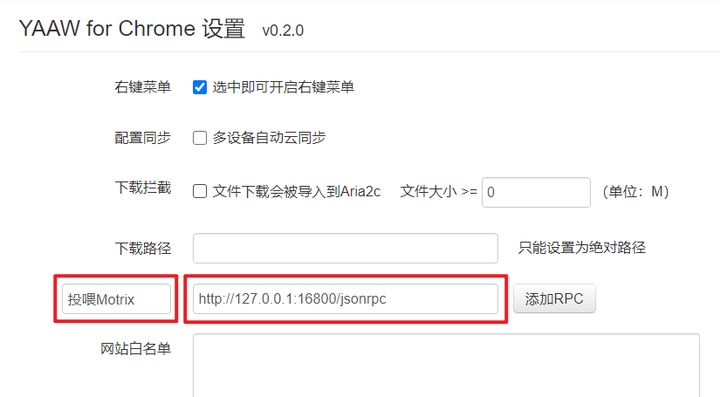 YAAW for Chrome 设置 v0.2.0
右键菜单 选中即可开启右键菜单
配置同步 多设备自动云同步
下载拦截 文件下载会被导入到Aria2c 文件大小 >= 0 （单位：M）
下载路径 只能设置为绝对路径
投喂Motrix http://127.0.0.1:16800/jsonrpc 添加RPC
网站白名单